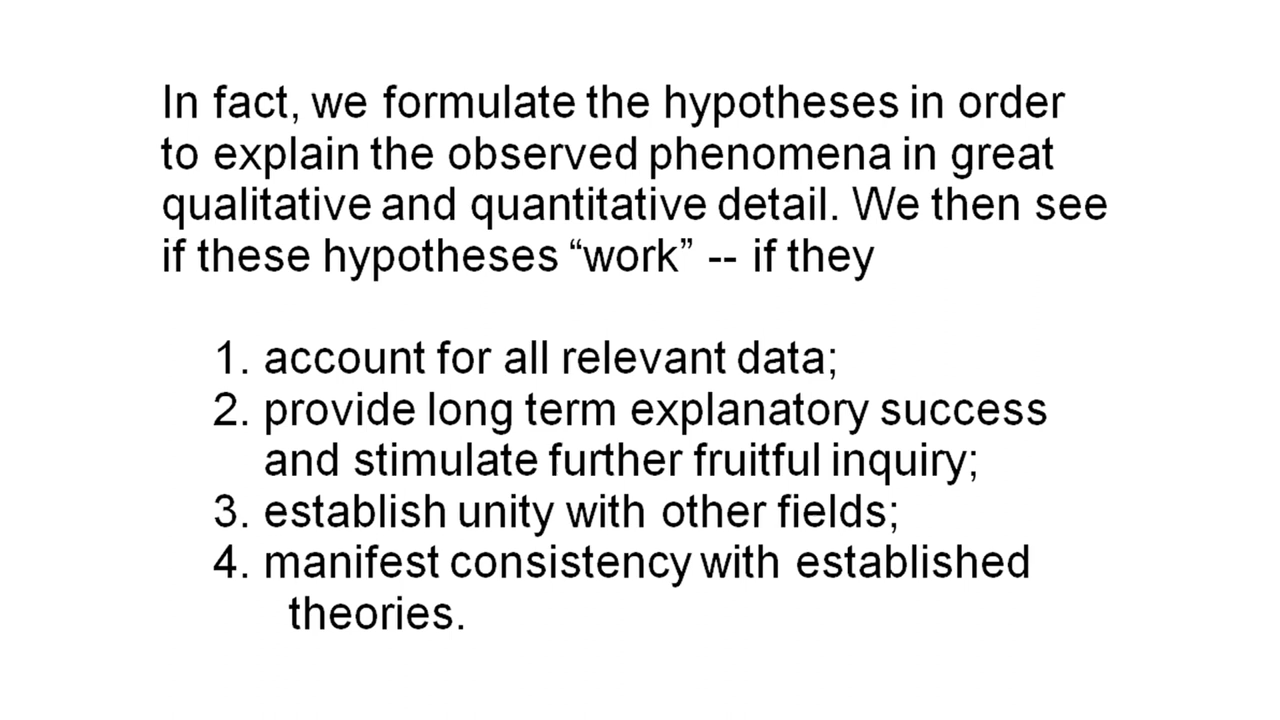 In fact, we formulate the hypotheses in order
to explain the observed phenomena in great
qualitative and quantitative detail. We then see
if these hypotheses “work” -- if they
1. account for all relevant data;
2. provide long term explanatory success
and stimulate further fruitful inquiry;
3. establish unity with other fields;
4. manifest consistency with established
theories.